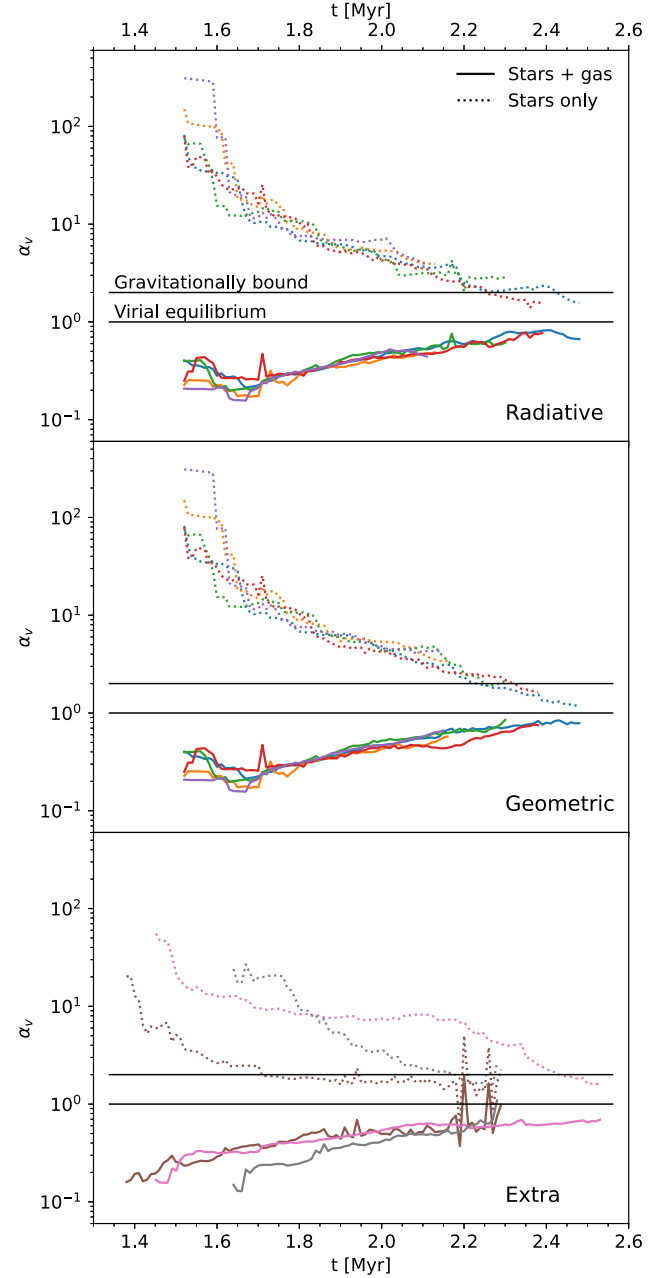 t [Myr]
1.4 1.6 1.8 2.0 2.2 2.4 2.6
Stars + gas
Stars only
10²
10¹
α_v
Gravitationally bound
10⁰
Virial equilibrium
10⁻¹
Radiative
10²
10¹
α_v
10⁰
10⁻¹
Geometric
10²
10¹
α_v
10⁰
10⁻¹
Extra
1.4 1.6 1.8 2.0 2.2 2.4 2.6
t [Myr]